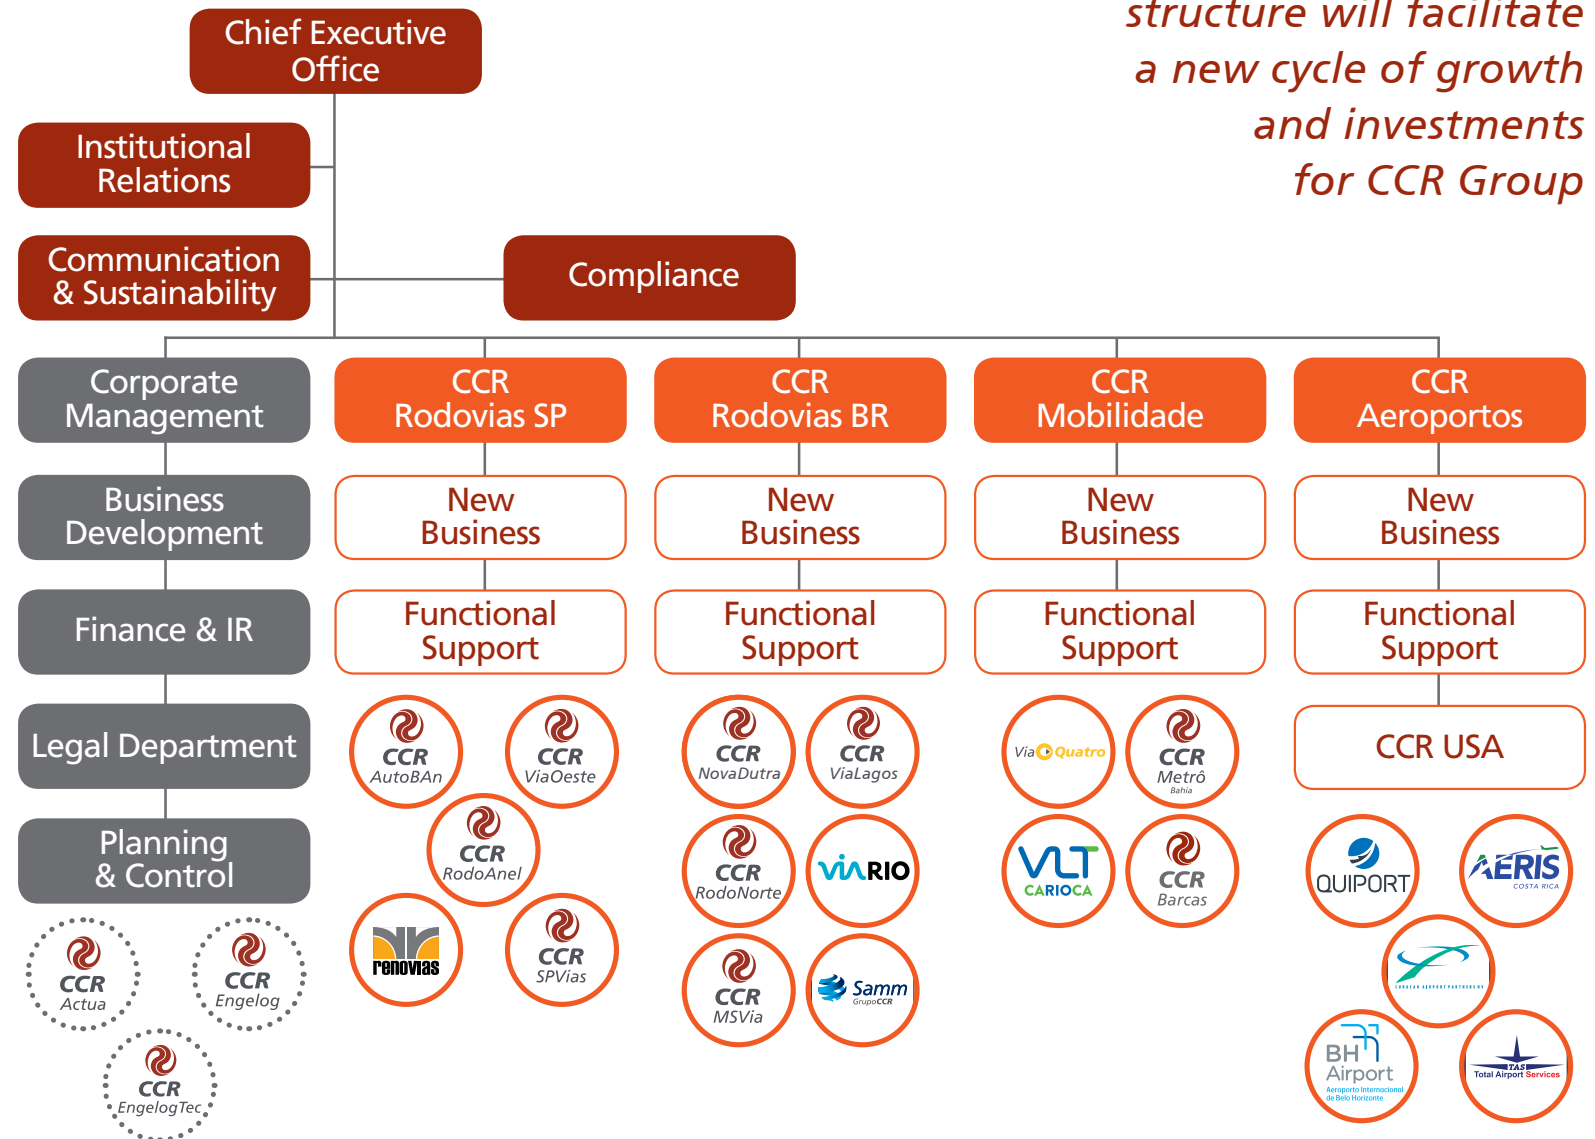 structure will facilitate
a new cycle of growth
and investments
for CCR Group
Chief Executive
Office
Institutional
Relations
Communication
& Sustainability
Compliance
Corporate
Management
Business
Development
Finance & IR
Legal Department
Planning
& Control
CCR
Actua
CCR
Engelog
CCR
EngelogTec
CCR
Rodovias SP
New
Business
Functional
Support
CCR
AutoBAn
CCR
ViaOeste
CCR
RodoAnel
renovias
CCR
SPVias
CCR
Rodovias BR
New
Business
Functional
Support
CCR
NovaDutra
CCR
ViaLagos
CCR
RodoNorte
VIARIO
CCR
MSVia
Samm
GrupoCCR
CCR
Mobilidade
New
Business
Functional
Support
ViaQuatro
CCR
Metrô
Bahia
VLT
CARIOCA
CCR
Barcas
CCR
Aeroportos
New
Business
Functional
Support
CCR USA
QUIPORT
AERIS
COSTA RICA
CURAÇAO AIRPORT PARTNERS NV
BH
Airport
Aeroporto Internacional
de Belo Horizonte
TAS
Total Airport Services